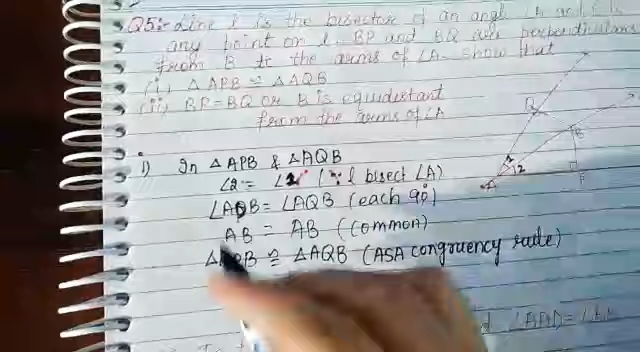 Q5:- Line l is the bisector of an angle A and B is
any point on l. BP and BQ are perpendiculars
from B to the arms of ∠A. show that
(i) △APB ≅ △AQB
(ii) BP=BQ or B is equidistant
from the arms of ∠A
i) In △APB & △AQB
∠2 = ∠1 (∵ l bisect ∠A)
∠APB = ∠AQB (each 90°)
AB = AB (common)
△APB ≅ △AQB (ASA congruency rule)
Q
B
1
2
A
P